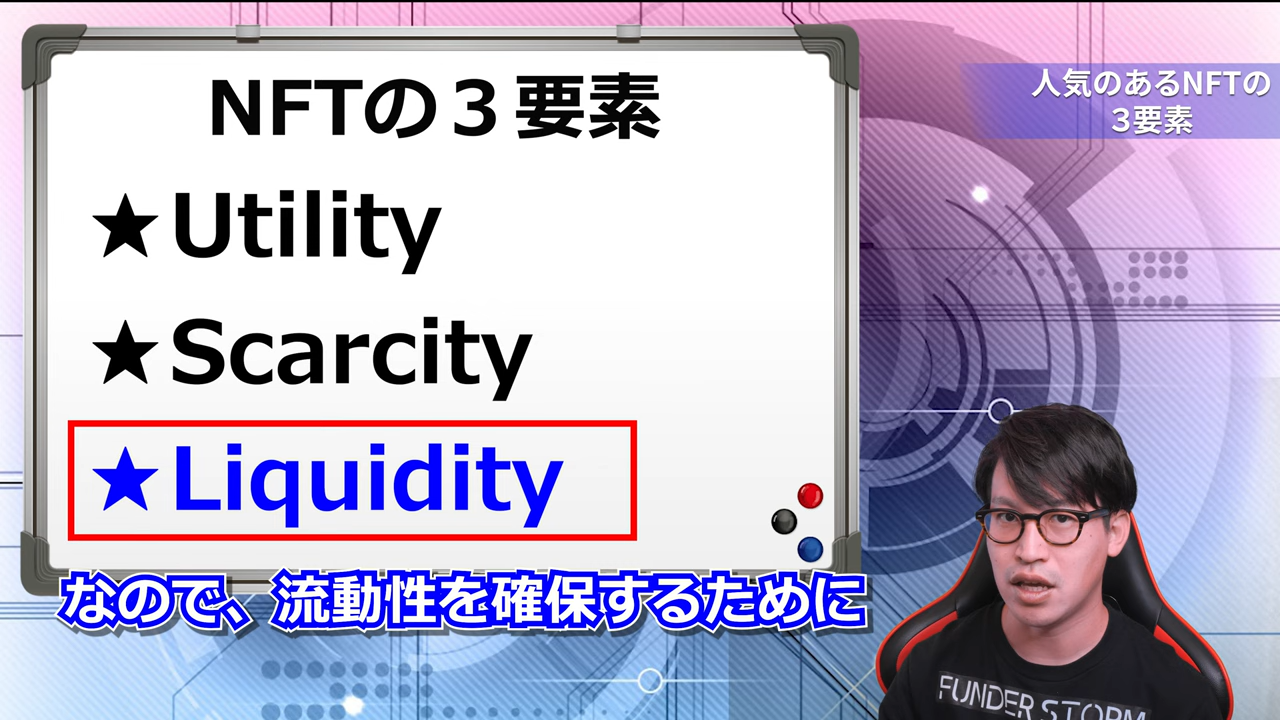 NFTの３要素
★Utility
★Scarcity
★Liquidity
人気のあるNFTの
３要素
なので、流動性を確保するために
FUNDER STORM